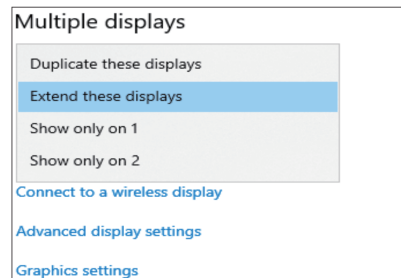 Multiple displays
Duplicate these displays
Extend these displays
Show only on 1
Show only on 2
Connect to a wireless display
Advanced display settings
Graphics settings